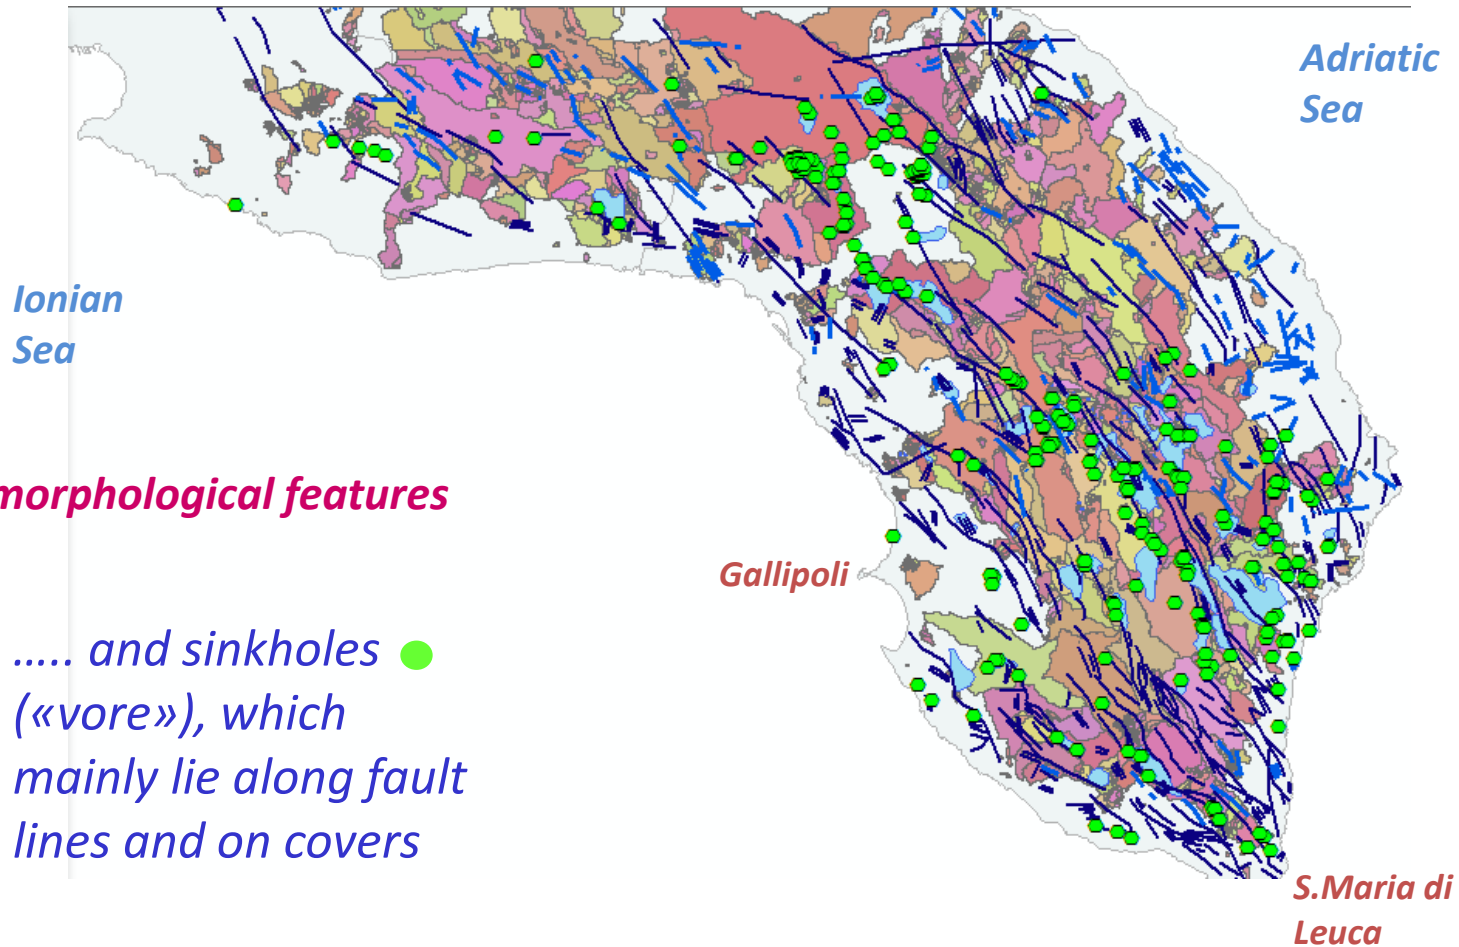 Adriatic
Sea
Ionian
Sea
morphological features
Gallipoli
….. and sinkholes
(«vore»), which
mainly lie along fault
lines and on covers
S.Maria di
Leuca